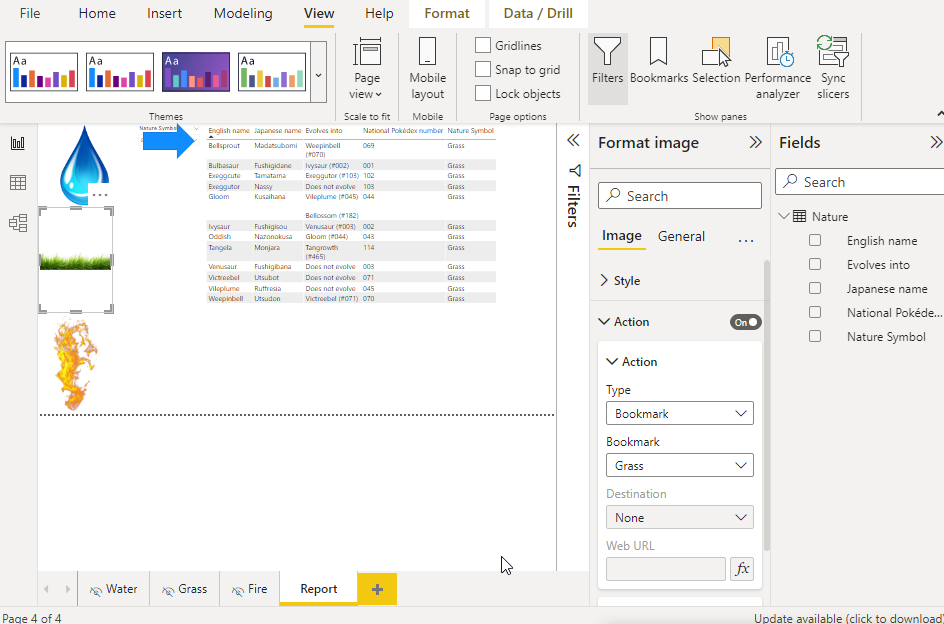 File Home Insert Modeling View Help Format Data / Drill
Aa Aa Aa Aa
Page view
Mobile layout
Gridlines
Snap to grid
Lock objects
Filters Bookmarks Selection Performance analyzer Sync slicers
Themes Scale to fit Mobile Page options Show panes
Nature Symbol
English name Japanese name Evolves into National Pokédex number Nature Symbol
Bellsprout Madatsubomi Weepinbell (#070) 069 Grass
Bulbasaur Fushigidane Ivysaur (#002) 001 Grass
Exeggcute Tamatama Exeggutor (#103) 102 Grass
Exeggutor Nassy Does not evolve 103 Grass
Gloom Kusaihana Vileplume (#045) 044 Grass
Bellossom (#182)
Ivysaur Fushigisou Venusaur (#003) 002 Grass
Oddish Nazonokusa Gloom (#044) 043 Grass
Tangela Monjara Tangrowth (#465) 114 Grass
Venusaur Fushigibana Does not evolve 003 Grass
Victreebel Utsubot Does not evolve 071 Grass
Vileplume Ruffresia Does not evolve 045 Grass
Weepinbell Utsudon Victreebel (#071) 070 Grass
Filters
Format image
Search
Image General ...
Style
Action On
Action
Type
Bookmark
Bookmark
Grass
Destination
None
Web URL
fx
Fields
Search
Nature
English name
Evolves into
Japanese name
National Pokéde...
Nature Symbol
Water Grass Fire Report +
Page 4 of 4
Update available (click to download)